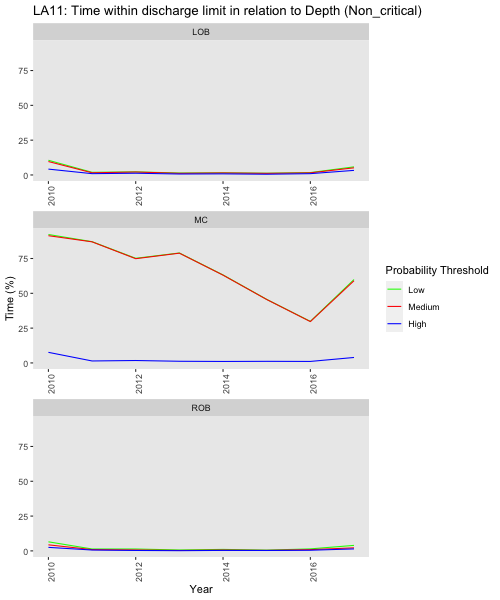 LA11: Time within discharge limit in relation to Depth (Non_critical)
LOB
75
50
25
0
2010
2012
2014
2016
MC
75
50
25
0
2010
2012
2014
2016
ROB
75
50
25
0
2010
2012
2014
2016
Time (%)
Year
Probability Threshold
Low
Medium
High